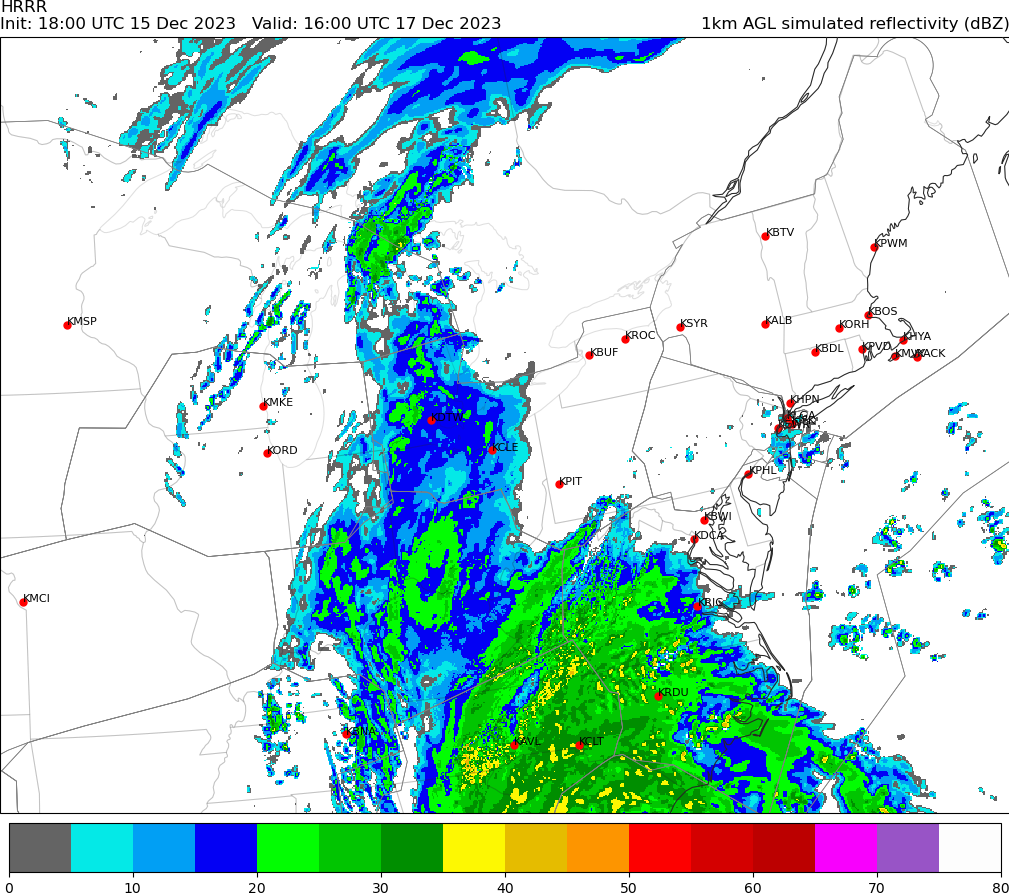 HRRR
Init: 18:00 UTC 15 Dec 2023 Valid: 16:00 UTC 17 Dec 2023 1km AGL simulated reflectivity (dBZ)
KBTV
KPWM
KMSP
KSYR
KALB
KBOS
KORH
KROC
KHYA
KBUF
KBDL
KPVD
KACK
KMKE
KHPN
KDTW
KLGA
KORD
KCLE
KPHL
KPIT
KBWI
KDCA
KMCI
KRIC
KRDU
KBNA
KAVL
KCLT
0 10 20 30 40 50 60 70 80